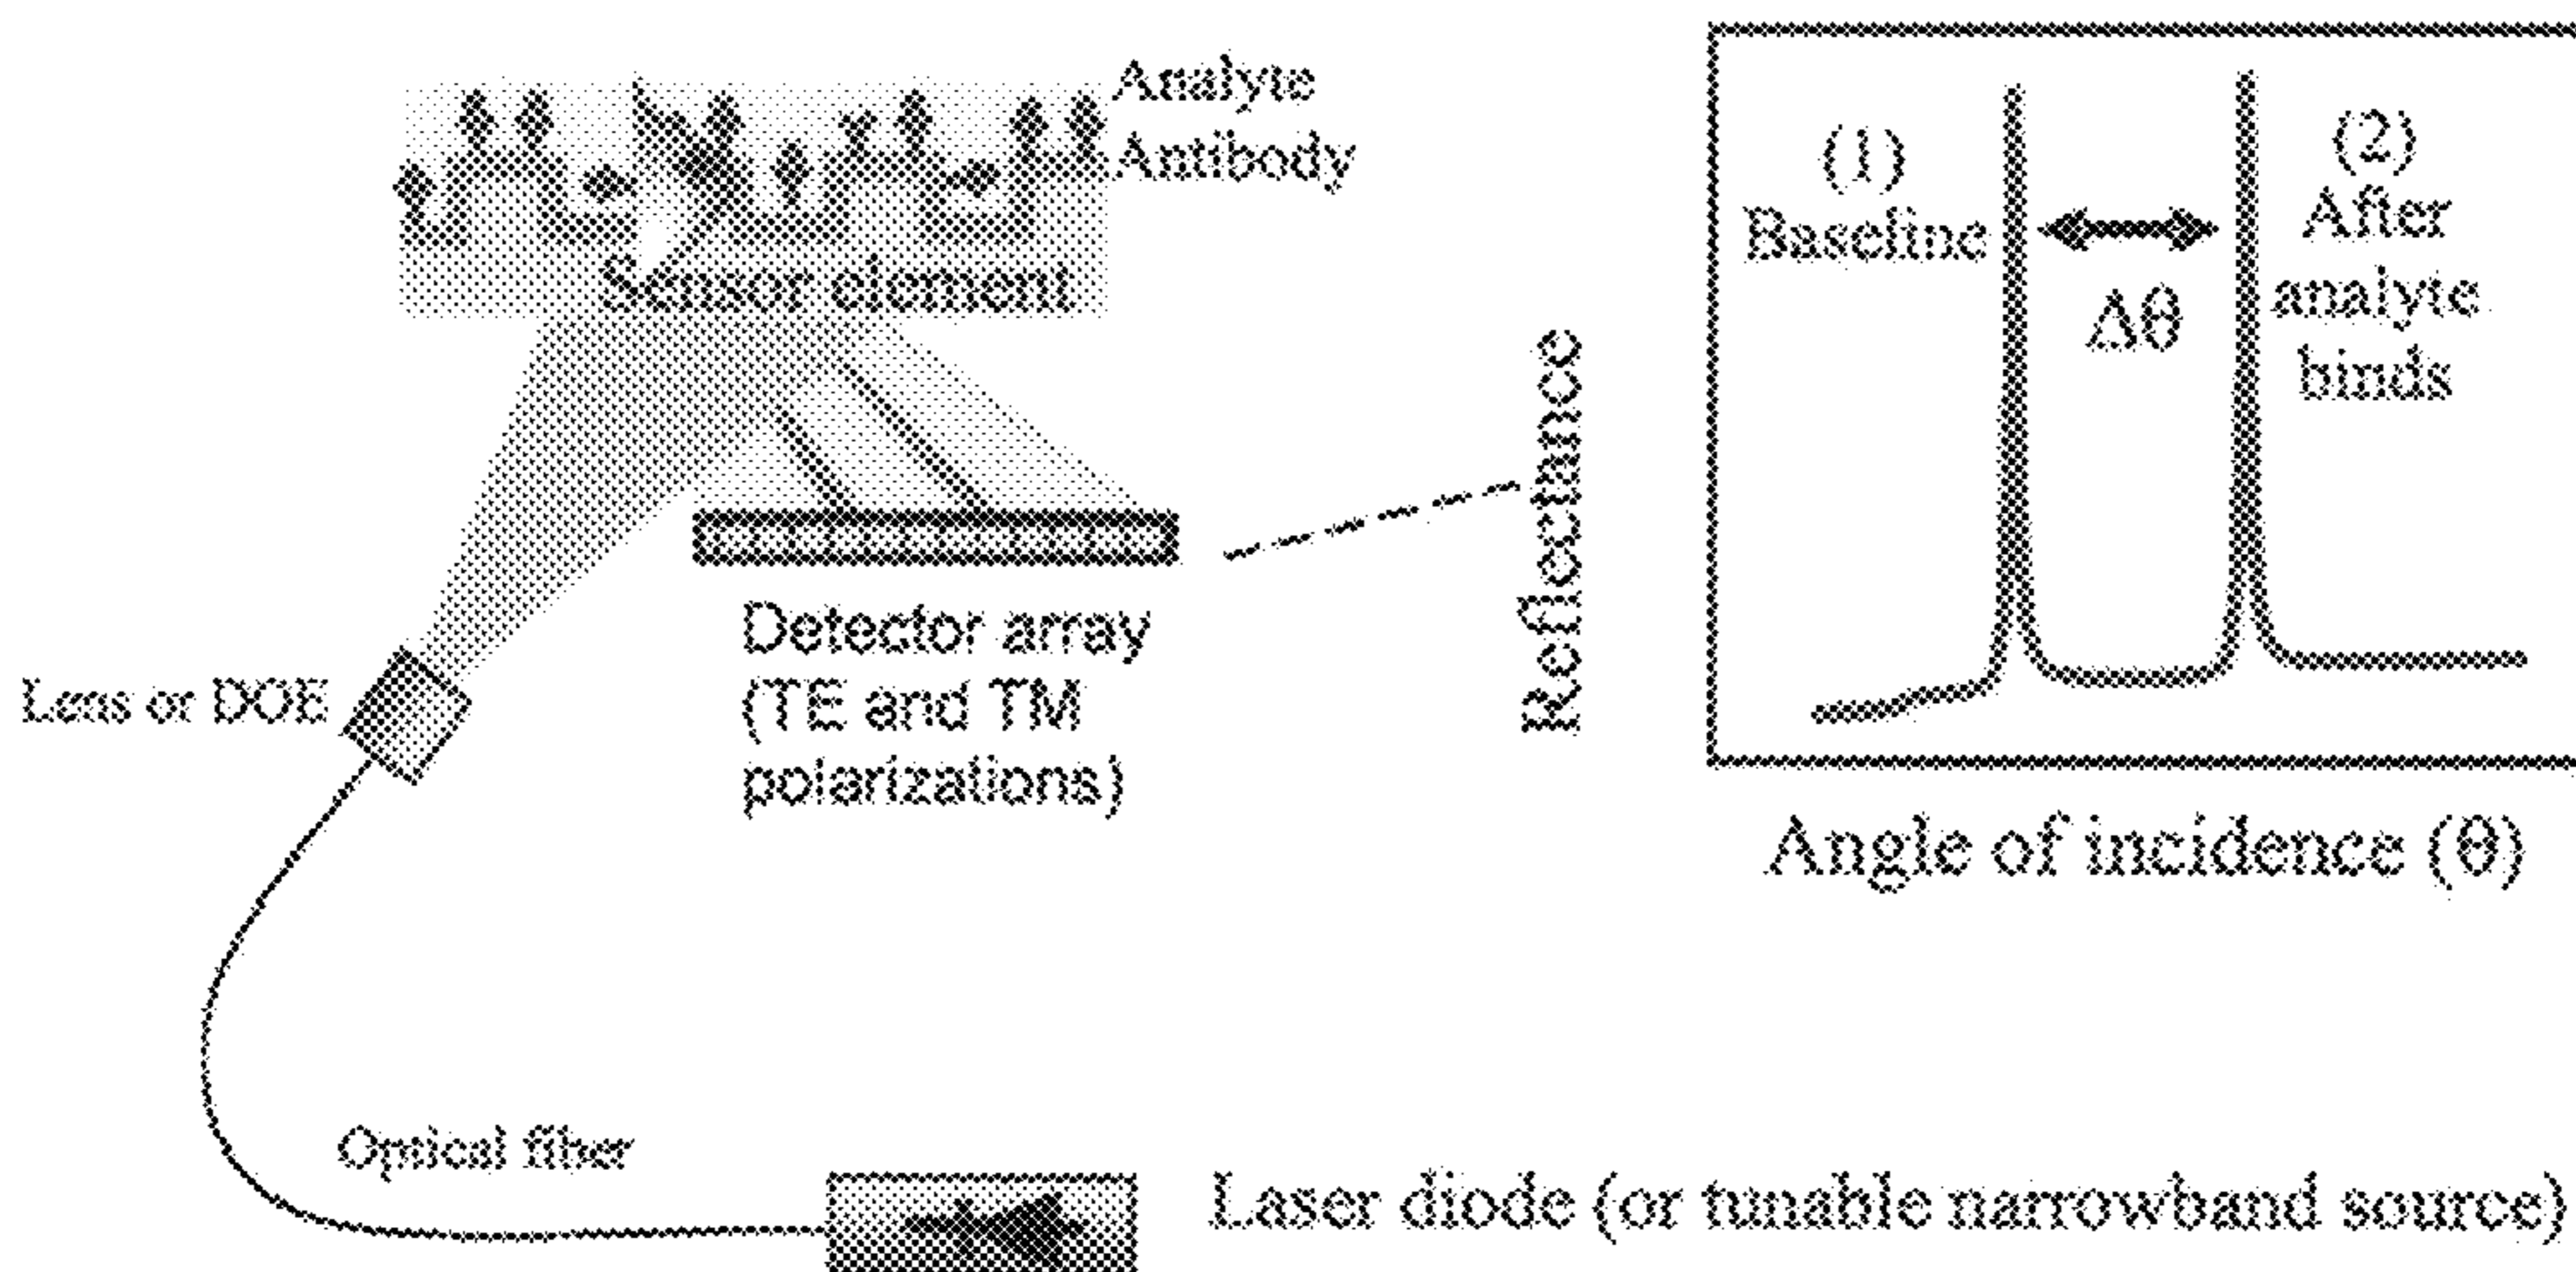 Analyte
Antibody
Sensor element
Lens or DOE
Detector array
(TE and TM
polarizations)
Optical fiber
Laser diode (or tunable narrowband source)
Reflectance
(1)
Baseline
Δθ
(2)
After
analyte
binds
Angle of incidence (θ)